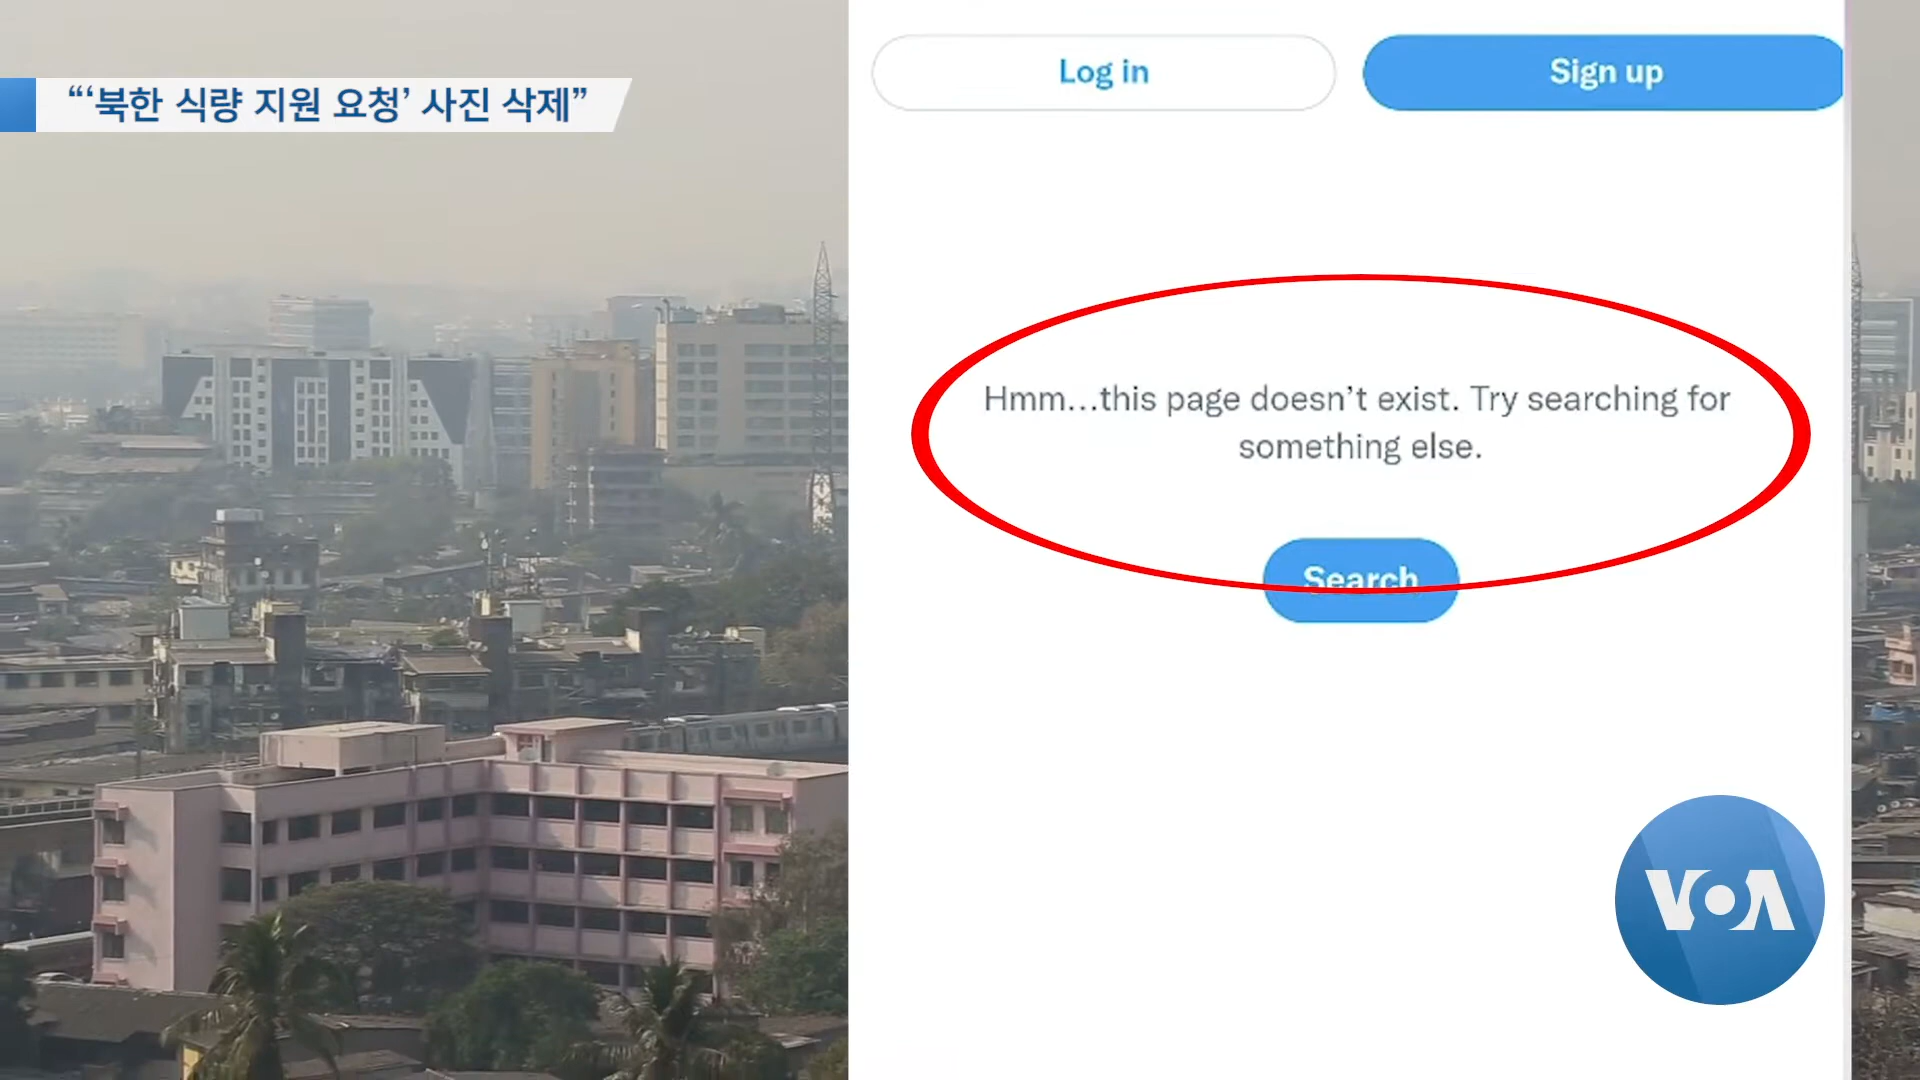 “‘북한 식량 지원 요청’ 사진 삭제”
Log in
Sign up
Hmm...this page doesn’t exist. Try searching for
something else.
Search
VOA